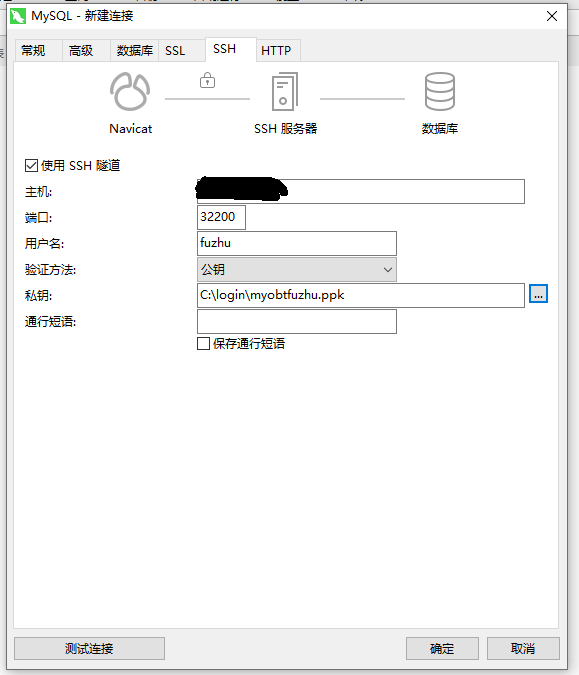 MySQL - 新建连接
常规 高级 数据库 SSL SSH HTTP
Navicat SSH 服务器 数据库
使用 SSH 隧道
主机:
端口: 32200
用户名: fuzhu
验证方法: 公钥
私钥: C:\login\myobtfuzhu.ppk ...
通行短语:
保存通行短语
测试连接 确定 取消